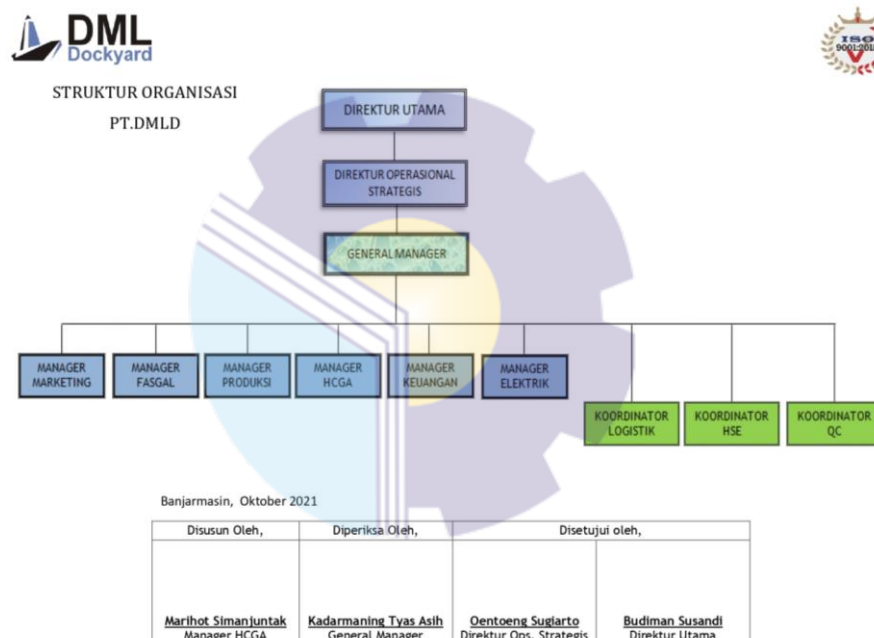 DML
Dockyard
ISO
9001:2015
STRUKTUR ORGANISASI
PT.DMLD
DIREKTUR UTAMA
DIREKTUR OPERASIONAL
STRATEGIS
GENERAL MANAGER
MANAGER
MARKETING
MANAGER
FASGAL
MANAGER
PRODUKSI
MANAGER
HCGA
MANAGER
KEUANGAN
MANAGER
ELEKTRIK
KOORDINATOR
LOGISTIK
KOORDINATOR
HSE
KOORDINATOR
QC
Banjarmasin, Oktober 2021
Disusun Oleh,
Diperiksa Oleh,
Disetujui oleh,
Marihot Simanjuntak
Manager HCGA
Kadarmaning Tyas Asih
General Manager
Oentoeng Sugiarto
Direktur Ops. Strategis
Budiman Susandi
Direktur Utama